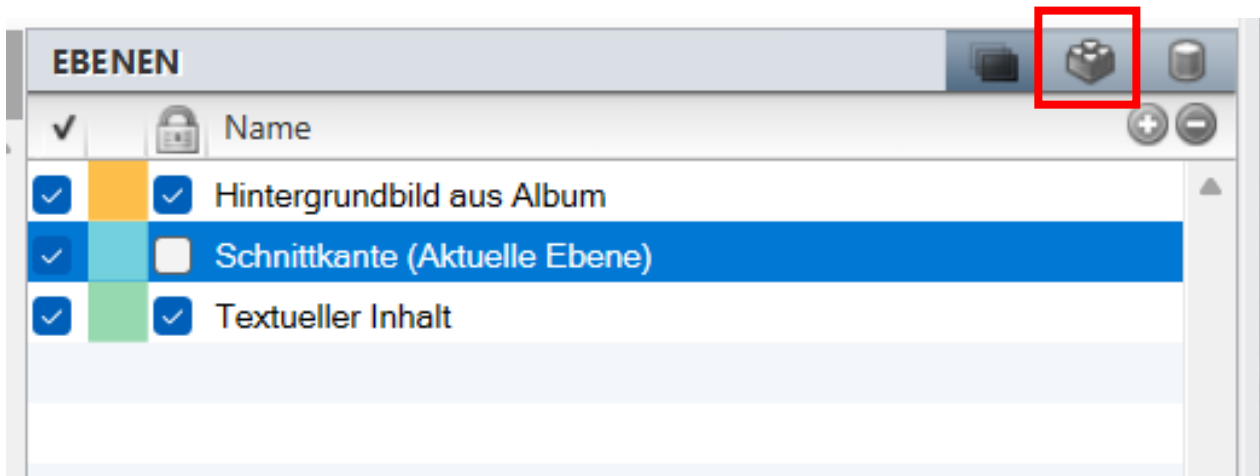 EBENEN
Name
Hintergrundbild aus Album
Schnittkante (Aktuelle Ebene)
Textueller Inhalt